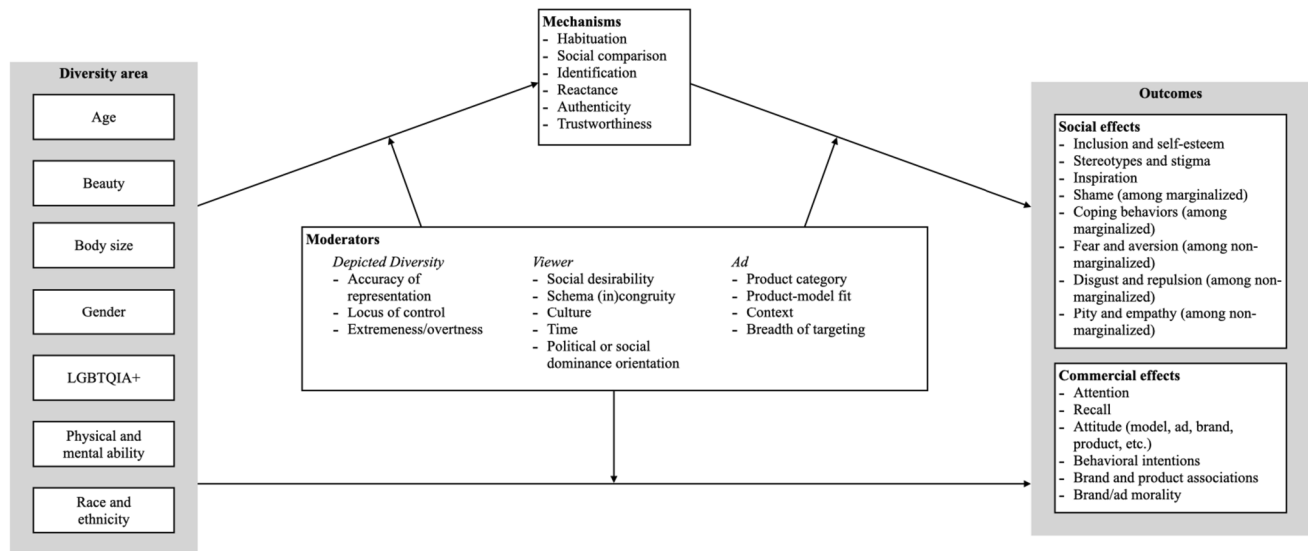 Diversity area
Age
Beauty
Body size
Gender
LGBTQIA+
Physical and
mental ability
Race and
ethnicity
Mechanisms
- Habituation
- Social comparison
- Identification
- Reactance
- Authenticity
- Trustworthiness
Moderators
Depicted Diversity
- Accuracy of
representation
- Locus of control
- Extremeness/overtness
Viewer
- Social desirability
- Schema (in)congruity
- Culture
- Time
- Political or social
dominance orientation
Ad
- Product category
- Product-model fit
- Context
- Breadth of targeting
Outcomes
Social effects
- Inclusion and self-esteem
- Stereotypes and stigma
- Inspiration
- Shame (among marginalized)
- Coping behaviors (among
marginalized)
- Fear and aversion (among non-
marginalized)
- Disgust and repulsion (among non-
marginalized)
- Pity and empathy (among non-
marginalized)
Commercial effects
- Attention
- Recall
- Attitude (model, ad, brand,
product, etc.)
- Behavioral intentions
- Brand and product associations
- Brand/ad morality